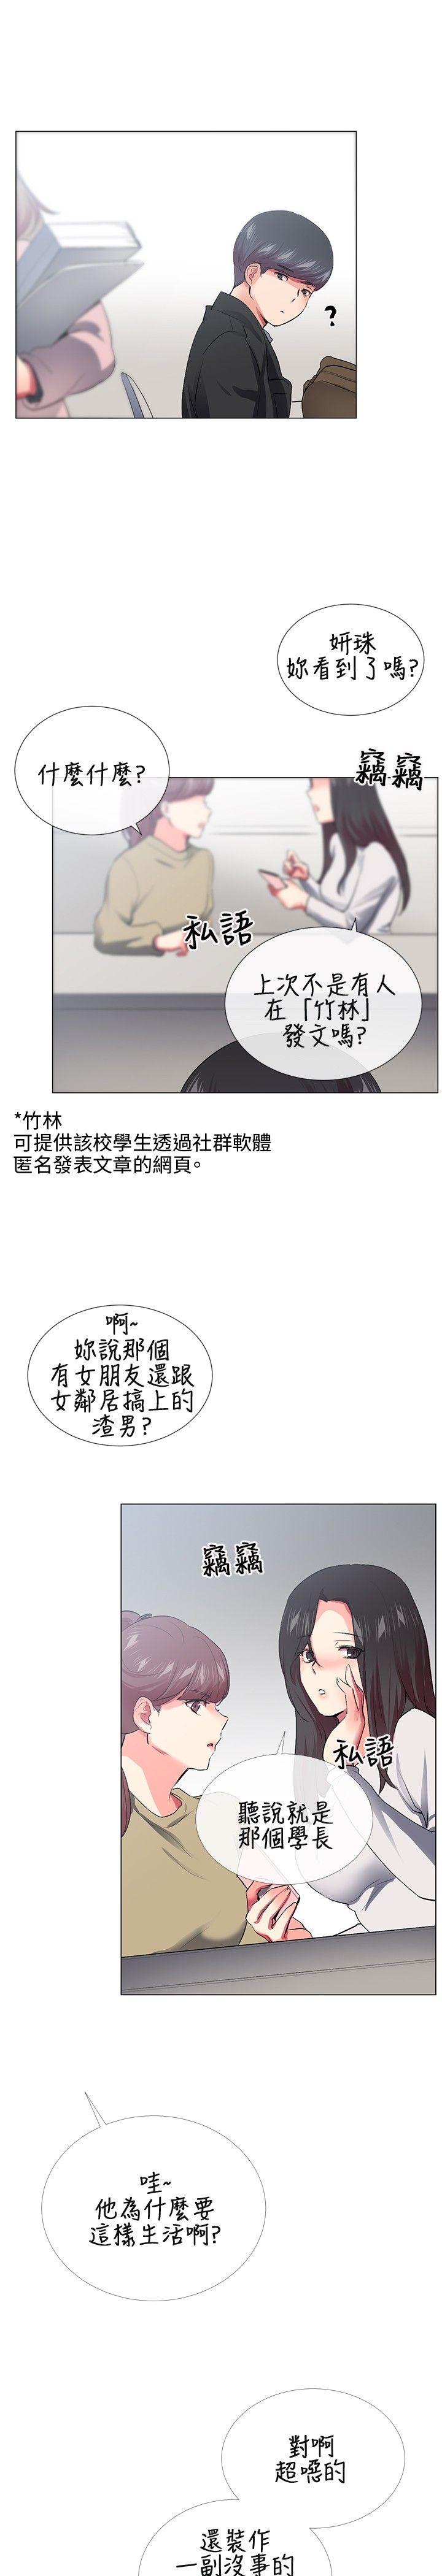 ?
妍珠
妳看到了嗎?
什麼什麼?
竊竊
私語
上次不是有人
在「竹林」
發文嗎?
*竹林
可提供該校學生透過社群軟體
匿名發表文章的網頁。
啊~
妳說那個
有女朋友還跟
女鄰居搞上的
渣男?
竊竊
私語
聽說就是
那個學長
哇~
他為什麼要
這樣生活啊?
對啊
超噁的
還裝作
一副沒事的